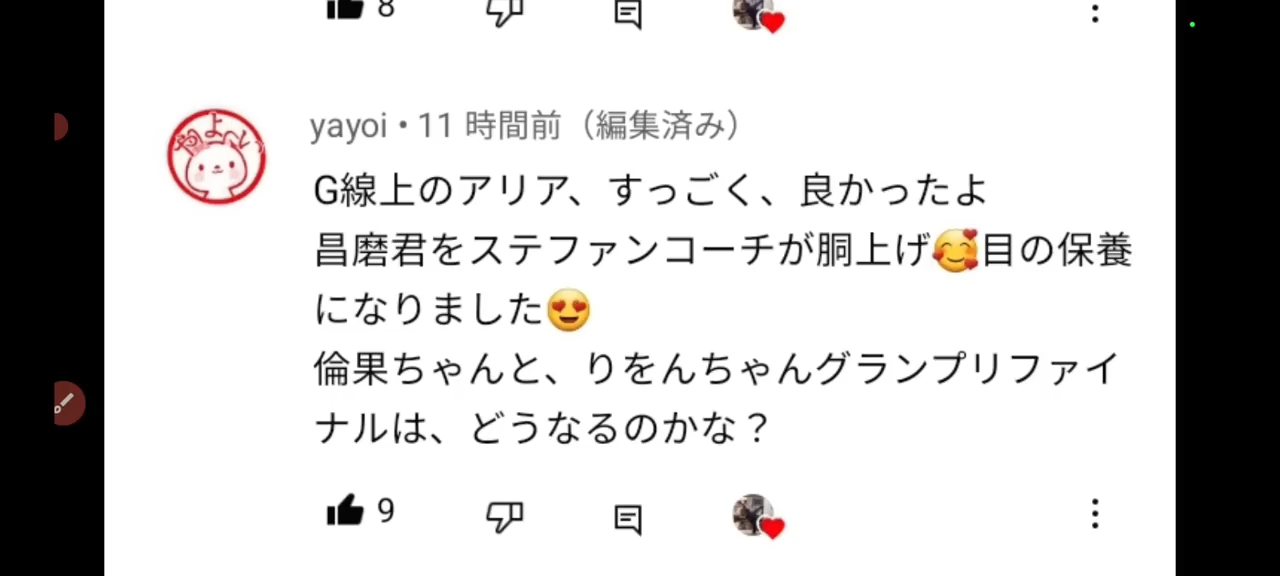 8
yayoi • 11 時間前（編集済み）
G線上のアリア、すっごく、良かったよ
昌磨君をステファンコーチが胴上げ🥰目の保養
になりました😍
倫果ちゃんと、りをんちゃんグランプリファイ
ナルは、どうなるのかな？
9